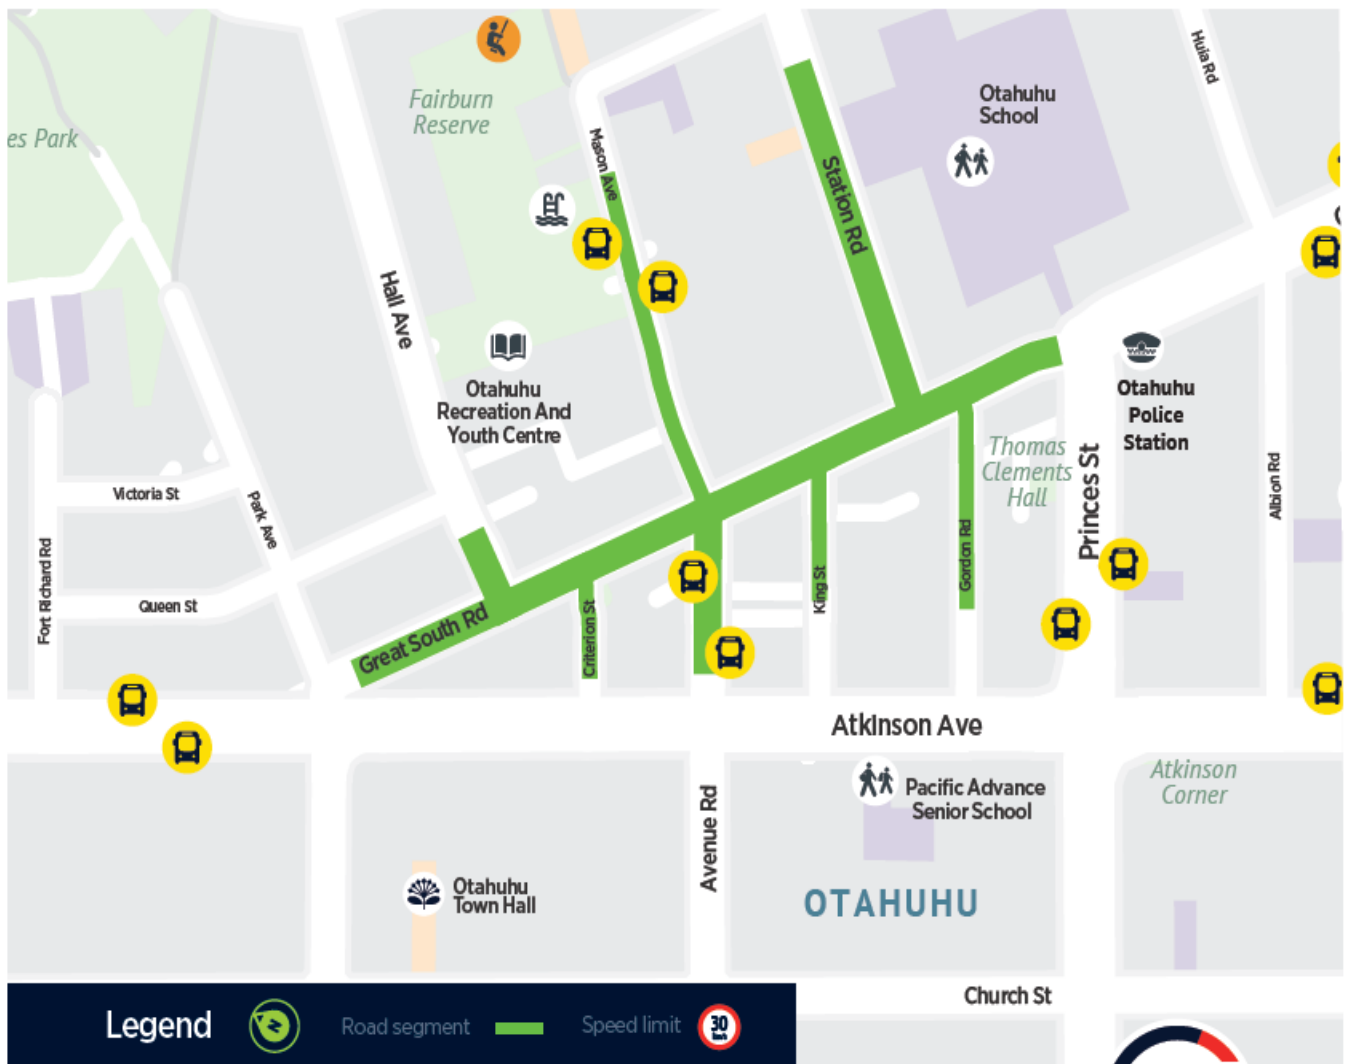 Huia Rd
Otahuhu
School
Fairburn
Reserve
es Park
Mason Ave
Station Rd
Hall Ave
Otahuhu
Recreation And
Youth Centre
Otahuhu
Police
Station
Thomas
Clements
Hall
Princes St
Albion Rd
Victoria St
Park Ave
Fort Richard Rd
Queen St
Great South Rd
Criterion St
King St
Gordon Rd
Atkinson Ave
Atkinson
Corner
Pacific Advance
Senior School
Avenue Rd
Otahuhu
Town Hall
OTAHUHU
Church St
Legend
N
Road segment
Speed limit
30